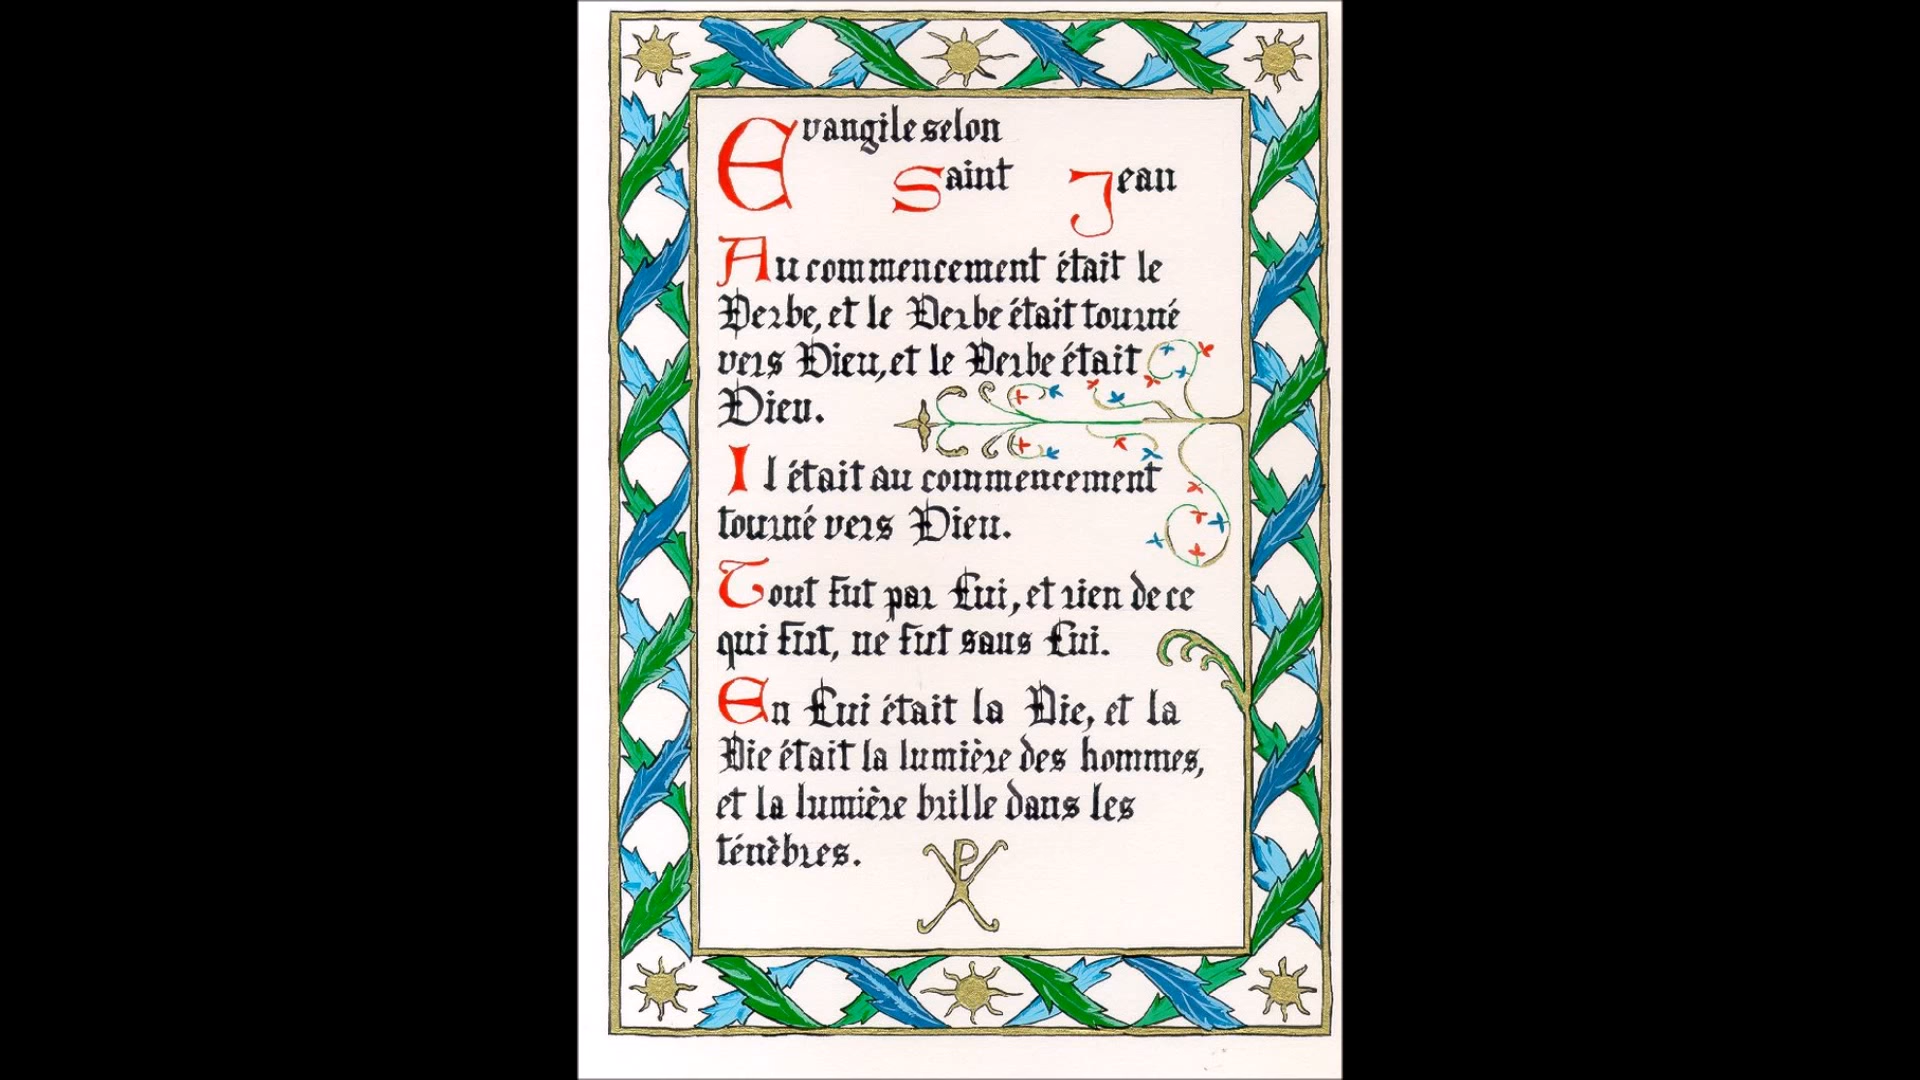 Evangile selon
Saint Jean
Au commencement était le
Verbe, et le Verbe était tourné
vers Dieu, et le Verbe était
Dieu.
Il était au commencement
tourné vers Dieu.
Tout fut par Lui, et rien de ce
qui fut, ne fut sans Lui.
En Lui était la Vie, et la
Vie était la lumière des hommes,
et la lumière brille dans les
ténèbres.